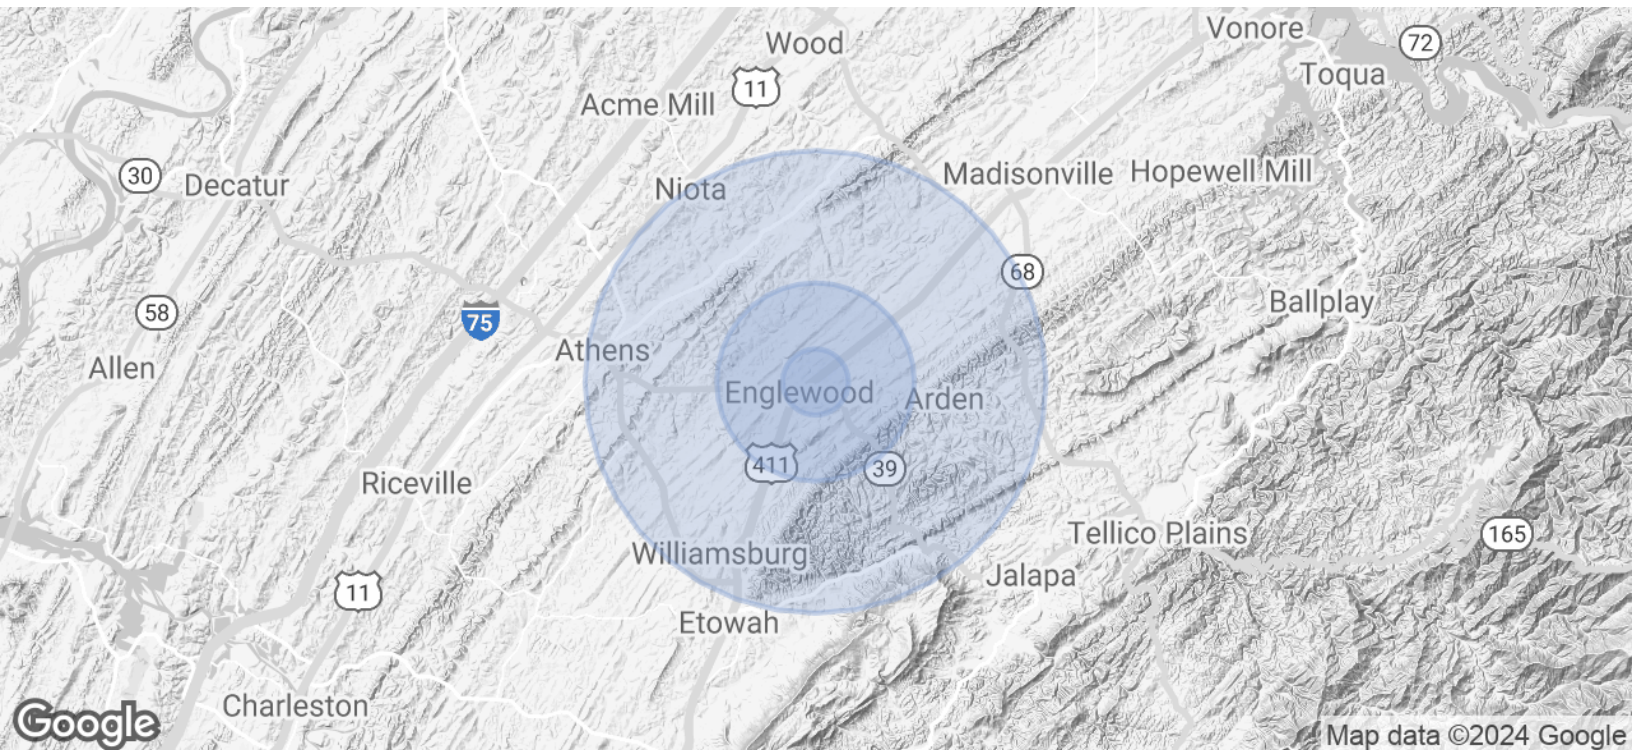 Vonore
Wood
72
Toqua
11
Acme Mill
30
Decatur
Niota
Madisonville
Hopewell Mill
68
Ballplay
58
75
Athens
Allen
Englewood
Arden
411
39
Riceville
Tellico Plains
165
Williamsburg
Jalapa
11
Etowah
Charleston
Google
Map data ©2024 Google